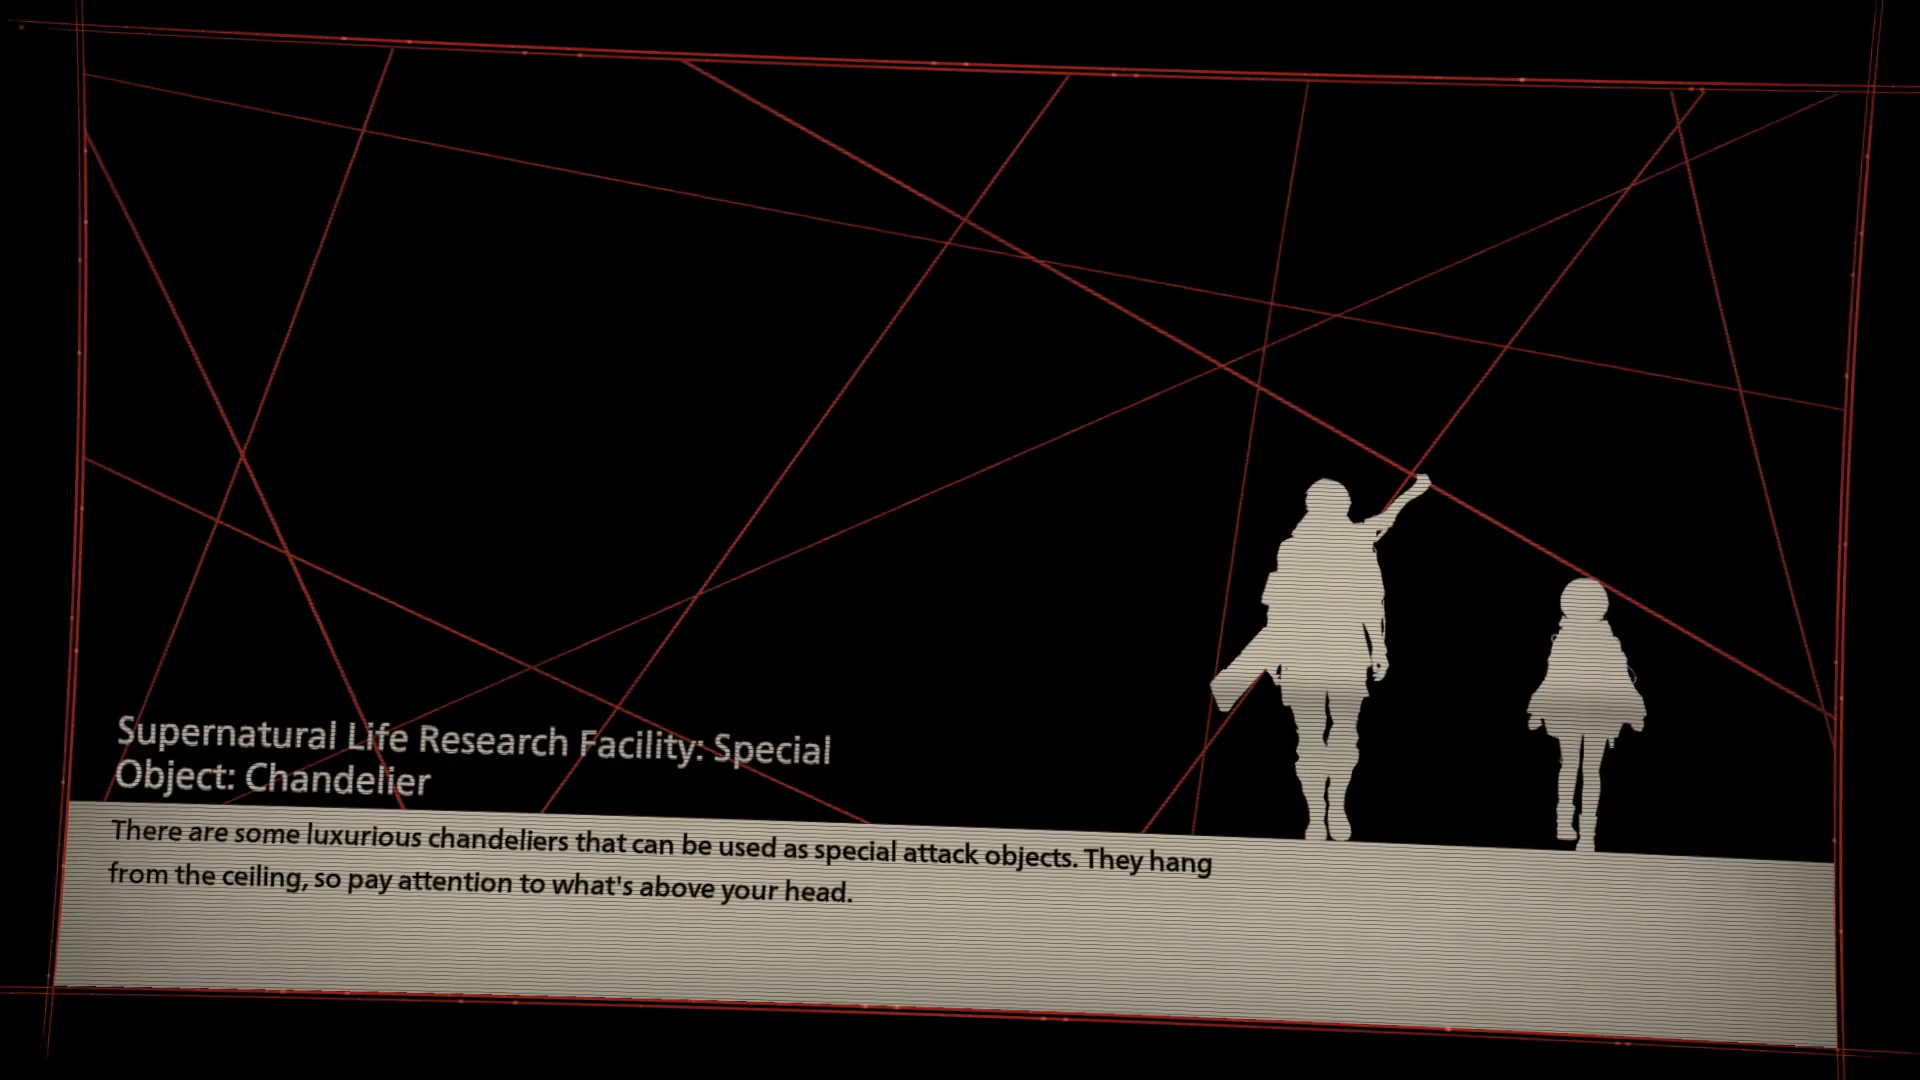 Supernatural Life Research Facility: Special
Object: Chandelier
There are some luxurious chandeliers that can be used as special attack objects. They hang
from the ceiling, so pay attention to what's above your head.